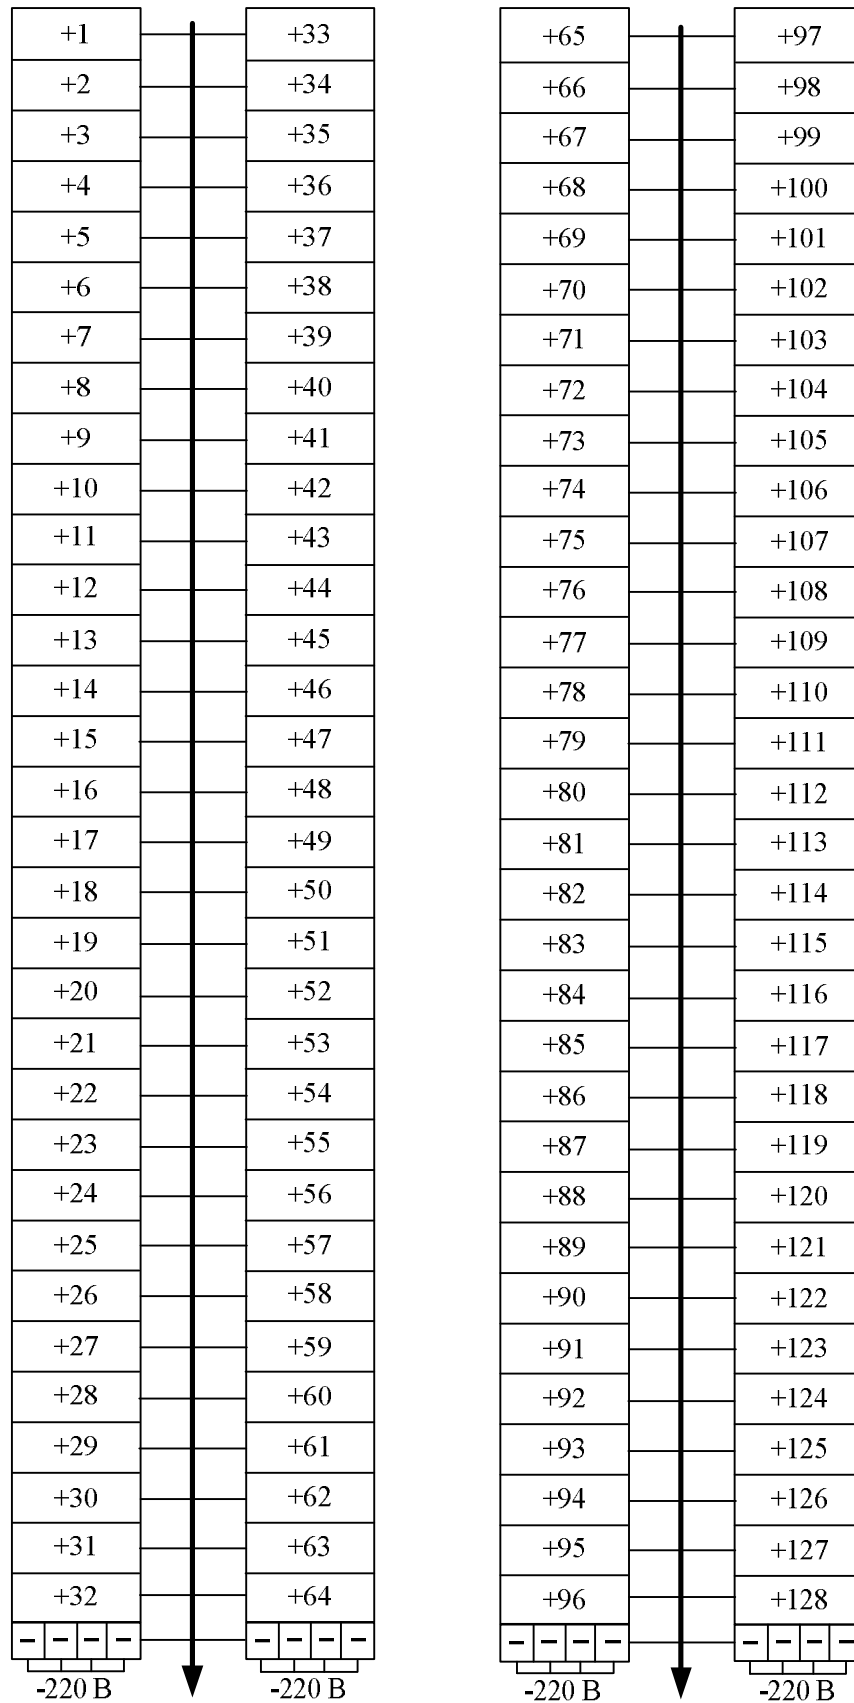 +1 +33 +65 +97
+2 +34 +66 +98
+3 +35 +67 +99
+4 +36 +68 +100
+5 +37 +69 +101
+6 +38 +70 +102
+7 +39 +71 +103
+8 +40 +72 +104
+9 +41 +73 +105
+10 +42 +74 +106
+11 +43 +75 +107
+12 +44 +76 +108
+13 +45 +77 +109
+14 +46 +78 +110
+15 +47 +79 +111
+16 +48 +80 +112
+17 +49 +81 +113
+18 +50 +82 +114
+19 +51 +83 +115
+20 +52 +84 +116
+21 +53 +85 +117
+22 +54 +86 +118
+23 +55 +87 +119
+24 +56 +88 +120
+25 +57 +89 +121
+26 +58 +90 +122
+27 +59 +91 +123
+28 +60 +92 +124
+29 +61 +93 +125
+30 +62 +94 +126
+31 +63 +95 +127
+32 +64 +96 +128
- - - - - - - - - - - - - - - -
-220 В -220 В -220 В -220 В